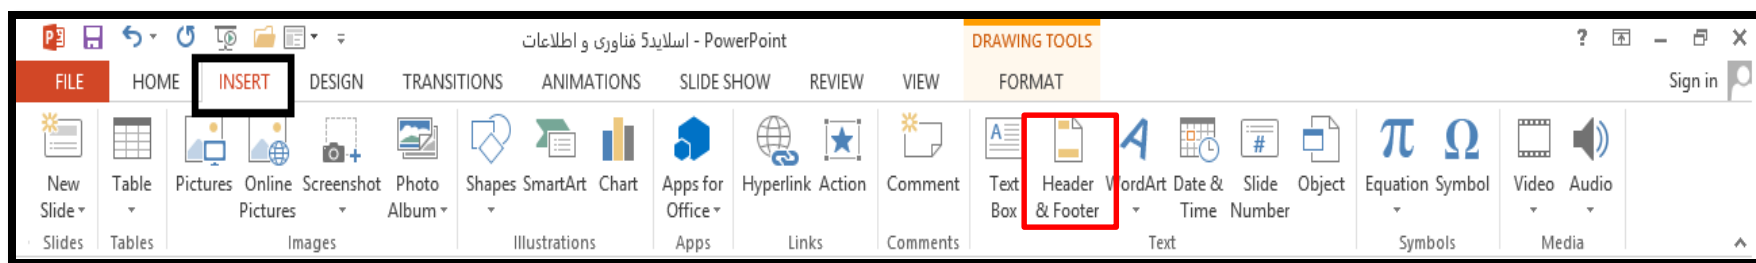 اسلاید5 فناوری و اطلاعات - PowerPoint
DRAWING TOOLS
?
FILE HOME INSERT DESIGN TRANSITIONS ANIMATIONS SLIDE SHOW REVIEW VIEW FORMAT Sign in
New Table Pictures Online Screenshot Photo Shapes SmartArt Chart Apps for Hyperlink Action Comment Text Header WordArt Date & Slide Object Equation Symbol Video Audio
Slide Pictures Album Office Box & Footer Time Number
Slides Tables Images Illustrations Apps Links Comments Text Symbols Media